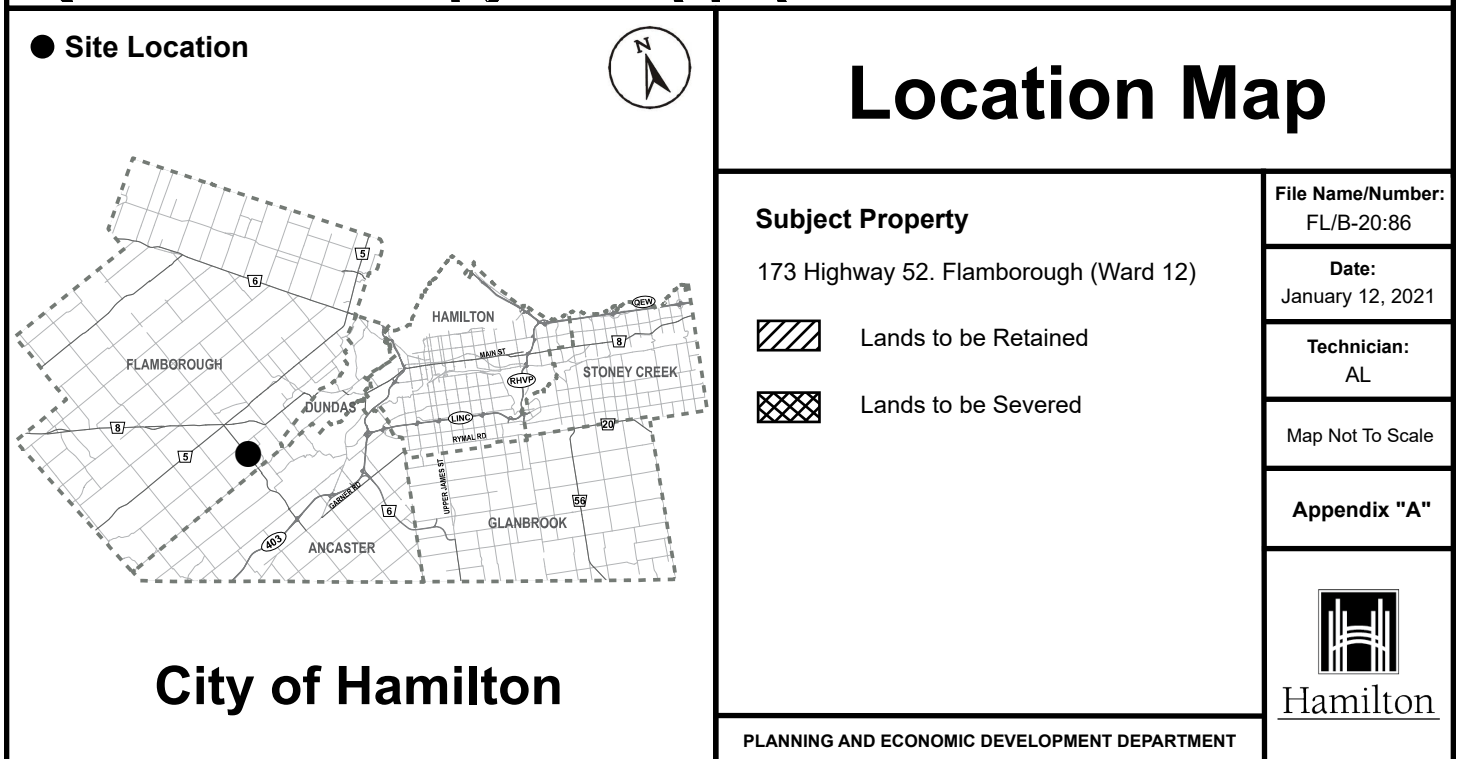 Site Location
N
5
6
HAMILTON
QEW
8
MAIN ST
FLAMBOROUGH
STONEY CREEK
RHVP
DUNDAS
LINC
8
20
RYMAL RD
5
UPPER JAMES ST
56
GARNER RD
6
GLANBROOK
403
ANCASTER
City of Hamilton
Location Map
Subject Property
173 Highway 52. Flamborough (Ward 12)
Lands to be Retained
Lands to be Severed
PLANNING AND ECONOMIC DEVELOPMENT DEPARTMENT
File Name/Number:
FL/B-20:86
Date:
January 12, 2021
Technician:
AL
Map Not To Scale
Appendix "A"
Hamilton